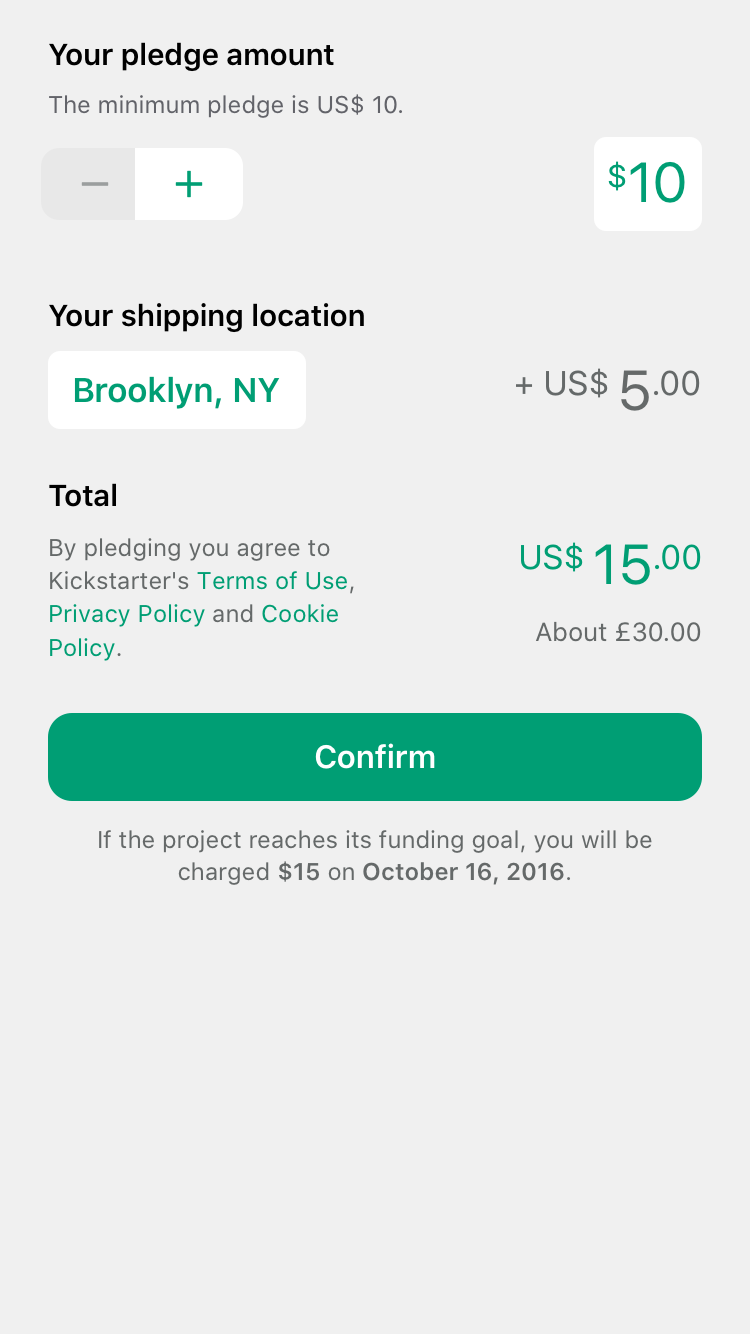 Your pledge amount
The minimum pledge is US$ 10.
− +
$10
Your shipping location
Brooklyn, NY
+ US$ 5.00
Total
By pledging you agree to
Kickstarter's Terms of Use,
Privacy Policy and Cookie
Policy.
US$ 15.00
About £30.00
Confirm
If the project reaches its funding goal, you will be
charged $15 on October 16, 2016.